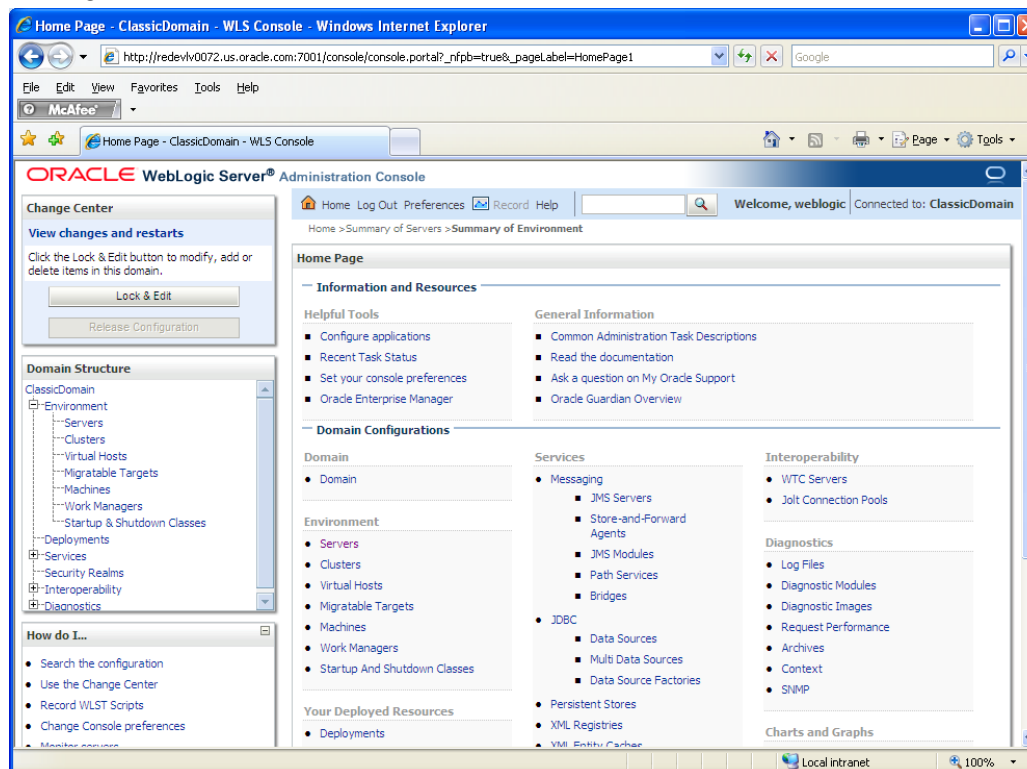 Home Page - ClassicDomain - WLS Console - Windows Internet Explorer
http://redevlv0072.us.oracle.com:7001/console/console.portal?_nfpb=true&_pageLabel=HomePage1
Google
File Edit View Favorites Tools Help
McAfee
Home Page - ClassicDomain - WLS Console
Page Tools
ORACLE WebLogic Server® Administration Console
Change Center
View changes and restarts
Click the Lock & Edit button to modify, add or
delete items in this domain.
Lock & Edit
Release Configuration
Domain Structure
ClassicDomain
Environment
Servers
Clusters
Virtual Hosts
Migratable Targets
Machines
Work Managers
Startup & Shutdown Classes
Deployments
Services
Security Realms
Interoperability
Diagnostics
How do I...
Search the configuration
Use the Change Center
Record WLST Scripts
Change Console preferences
Monitor servers
Home Log Out Preferences Record Help
Welcome, weblogic Connected to: ClassicDomain
Home >Summary of Servers >Summary of Environment
Home Page
Information and Resources
Helpful Tools
Configure applications
Recent Task Status
Set your console preferences
Oracle Enterprise Manager
General Information
Common Administration Task Descriptions
Read the documentation
Ask a question on My Oracle Support
Oracle Guardian Overview
Domain Configurations
Domain
Domain
Environment
Servers
Clusters
Virtual Hosts
Migratable Targets
Machines
Work Managers
Startup And Shutdown Classes
Your Deployed Resources
Deployments
Services
Messaging
JMS Servers
Store-and-Forward
Agents
JMS Modules
Path Services
Bridges
JDBC
Data Sources
Multi Data Sources
Data Source Factories
Persistent Stores
XML Registries
XML Entity Caches
Interoperability
WTC Servers
Jolt Connection Pools
Diagnostics
Log Files
Diagnostic Modules
Diagnostic Images
Request Performance
Archives
Context
SNMP
Charts and Graphs
Local intranet
100%